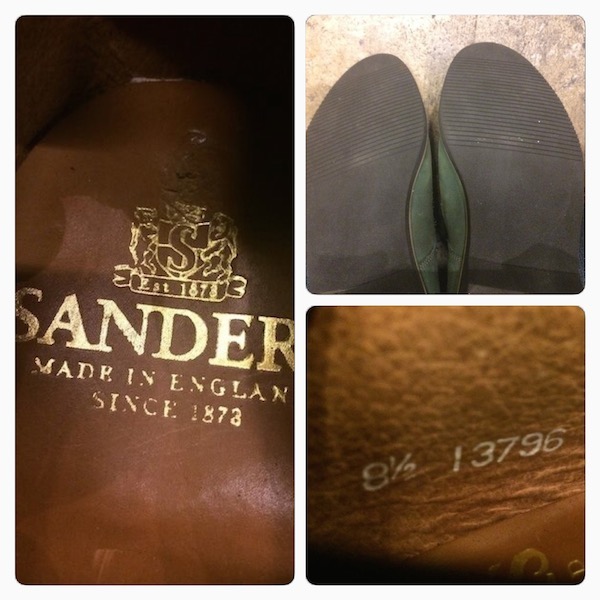 S
Est 1873
SANDER
MADE IN ENGLAN
SINCE 1873
8½ 13796